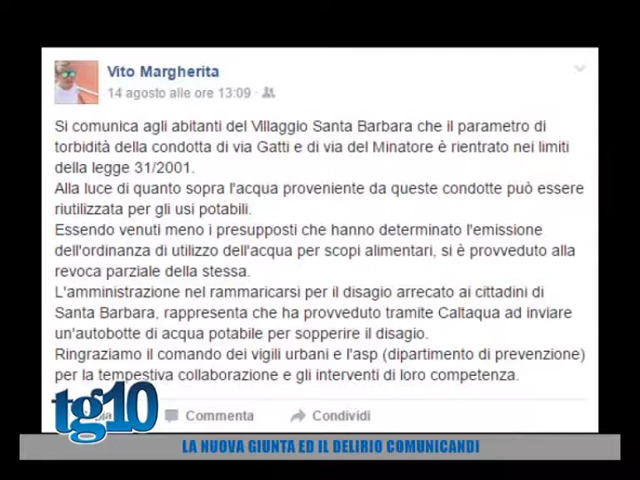 Vito Margherita
14 agosto alle ore 13:09 ·
Si comunica agli abitanti del Villaggio Santa Barbara che il parametro di
torbidità della condotta di via Gatti e di via del Minatore è rientrato nei limiti
della legge 31/2001.
Alla luce di quanto sopra l'acqua proveniente da queste condotte può essere
riutilizzata per gli usi potabili.
Essendo venuti meno i presupposti che hanno determinato l'emissione
dell'ordinanza di utilizzo dell'acqua per scopi alimentari, si è provveduto alla
revoca parziale della stessa.
L'amministrazione nel rammaricarsi per il disagio arrecato ai cittadini di
Santa Barbara, rappresenta che ha provveduto tramite Caltaqua ad inviare
un'autobotte di acqua potabile per sopperire il disagio.
Ringraziamo il comando dei vigili urbani e l'asp (dipartimento di prevenzione)
per la tempestiva collaborazione e gli interventi di loro competenza.
Commenta Condividi
tg10
LA NUOVA GIUNTA ED IL DELIRIO COMUNICANDI